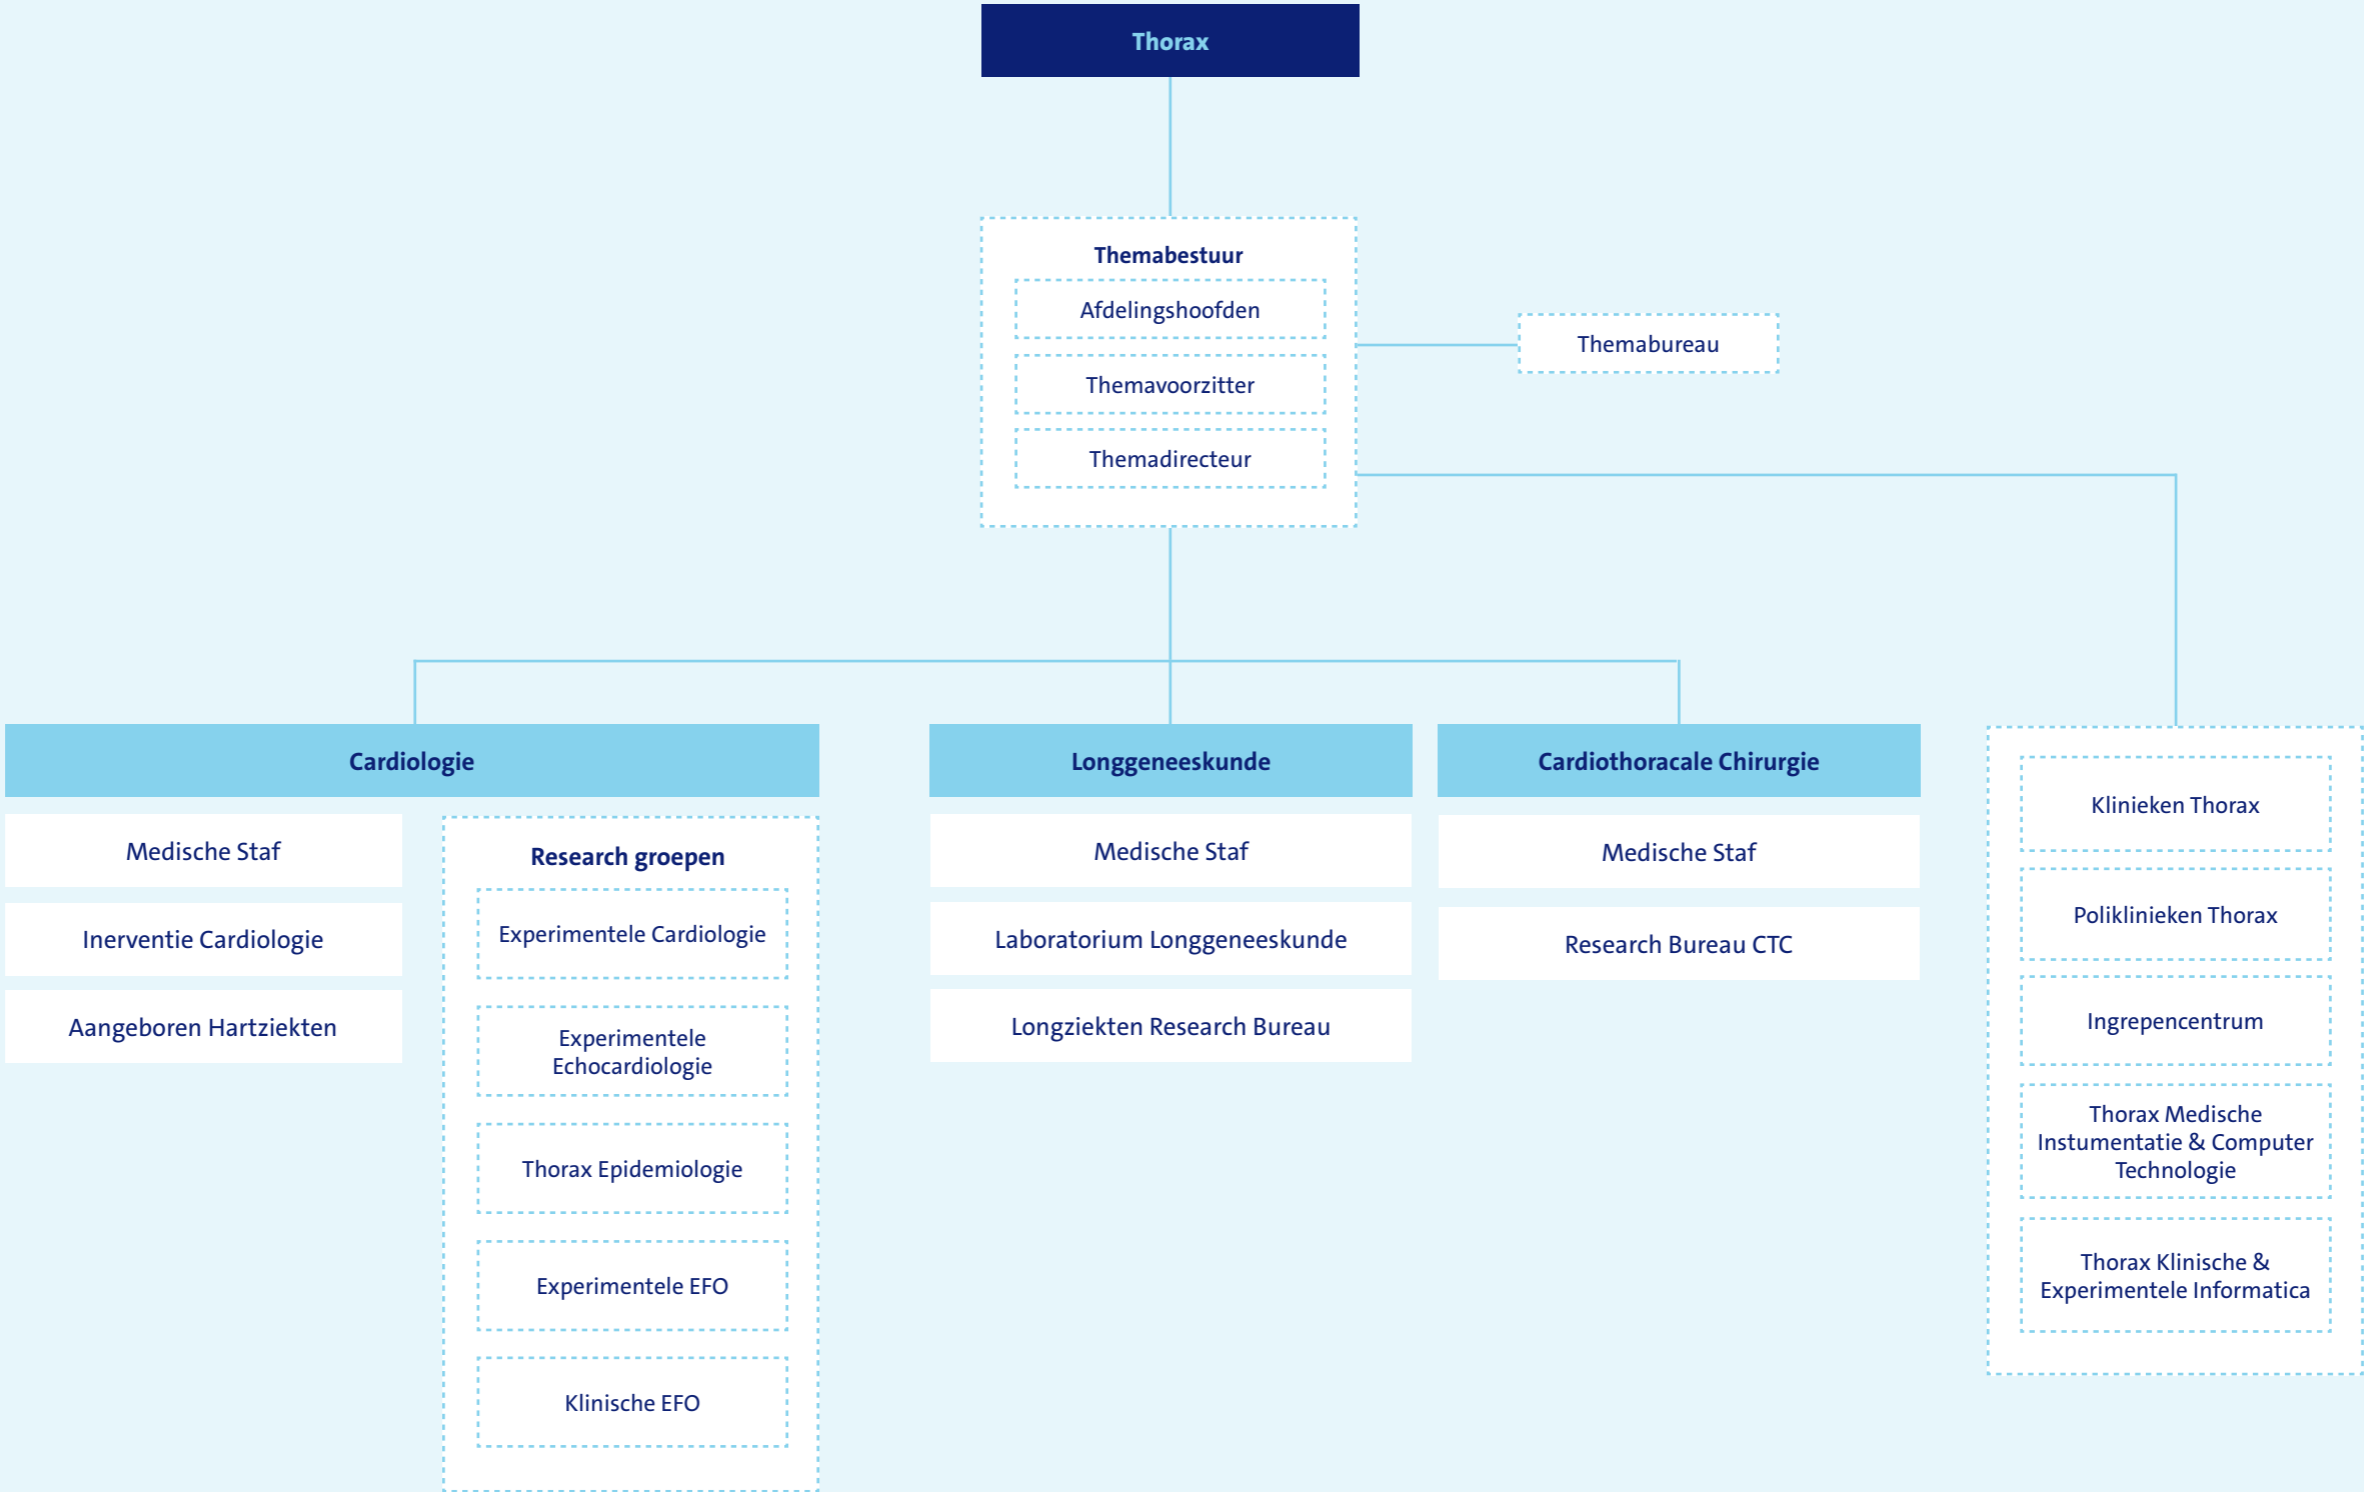 Thorax
Themabestuur
Afdelingshoofden
Themavoorzitter
Themadirecteur
Themabureau
Cardiologie
Medische Staf
Inerventie Cardiologie
Aangeboren Hartziekten
Research groepen
Experimentele Cardiologie
Experimentele
Echocardiologie
Thorax Epidemiologie
Experimentele EFO
Klinische EFO
Longgeneeskunde
Medische Staf
Laboratorium Longgeneeskunde
Longziekten Research Bureau
Cardiothoracale Chirurgie
Medische Staf
Research Bureau CTC
Klinieken Thorax
Poliklinieken Thorax
Ingrepencentrum
Thorax Medische
Instumentatie & Computer
Technologie
Thorax Klinische &
Experimentele Informatica